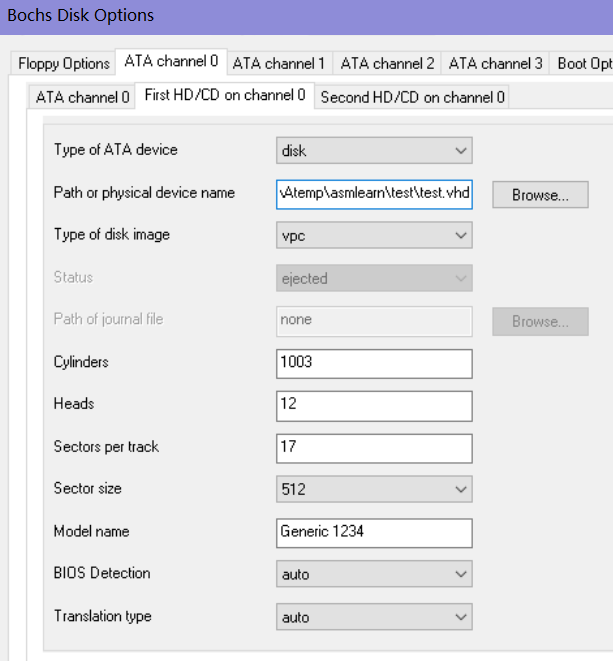 Bochs Disk Options
Floppy Options ATA channel 0 ATA channel 1 ATA channel 2 ATA channel 3 Boot Opt
ATA channel 0 First HD/CD on channel 0 Second HD/CD on channel 0
Type of ATA device disk
Path or physical device name \Atemp\asmlearn\test\test.vhd Browse...
Type of disk image vpc
Status ejected
Path of journal file none Browse...
Cylinders 1003
Heads 12
Sectors per track 17
Sector size 512
Model name Generic 1234
BIOS Detection auto
Translation type auto